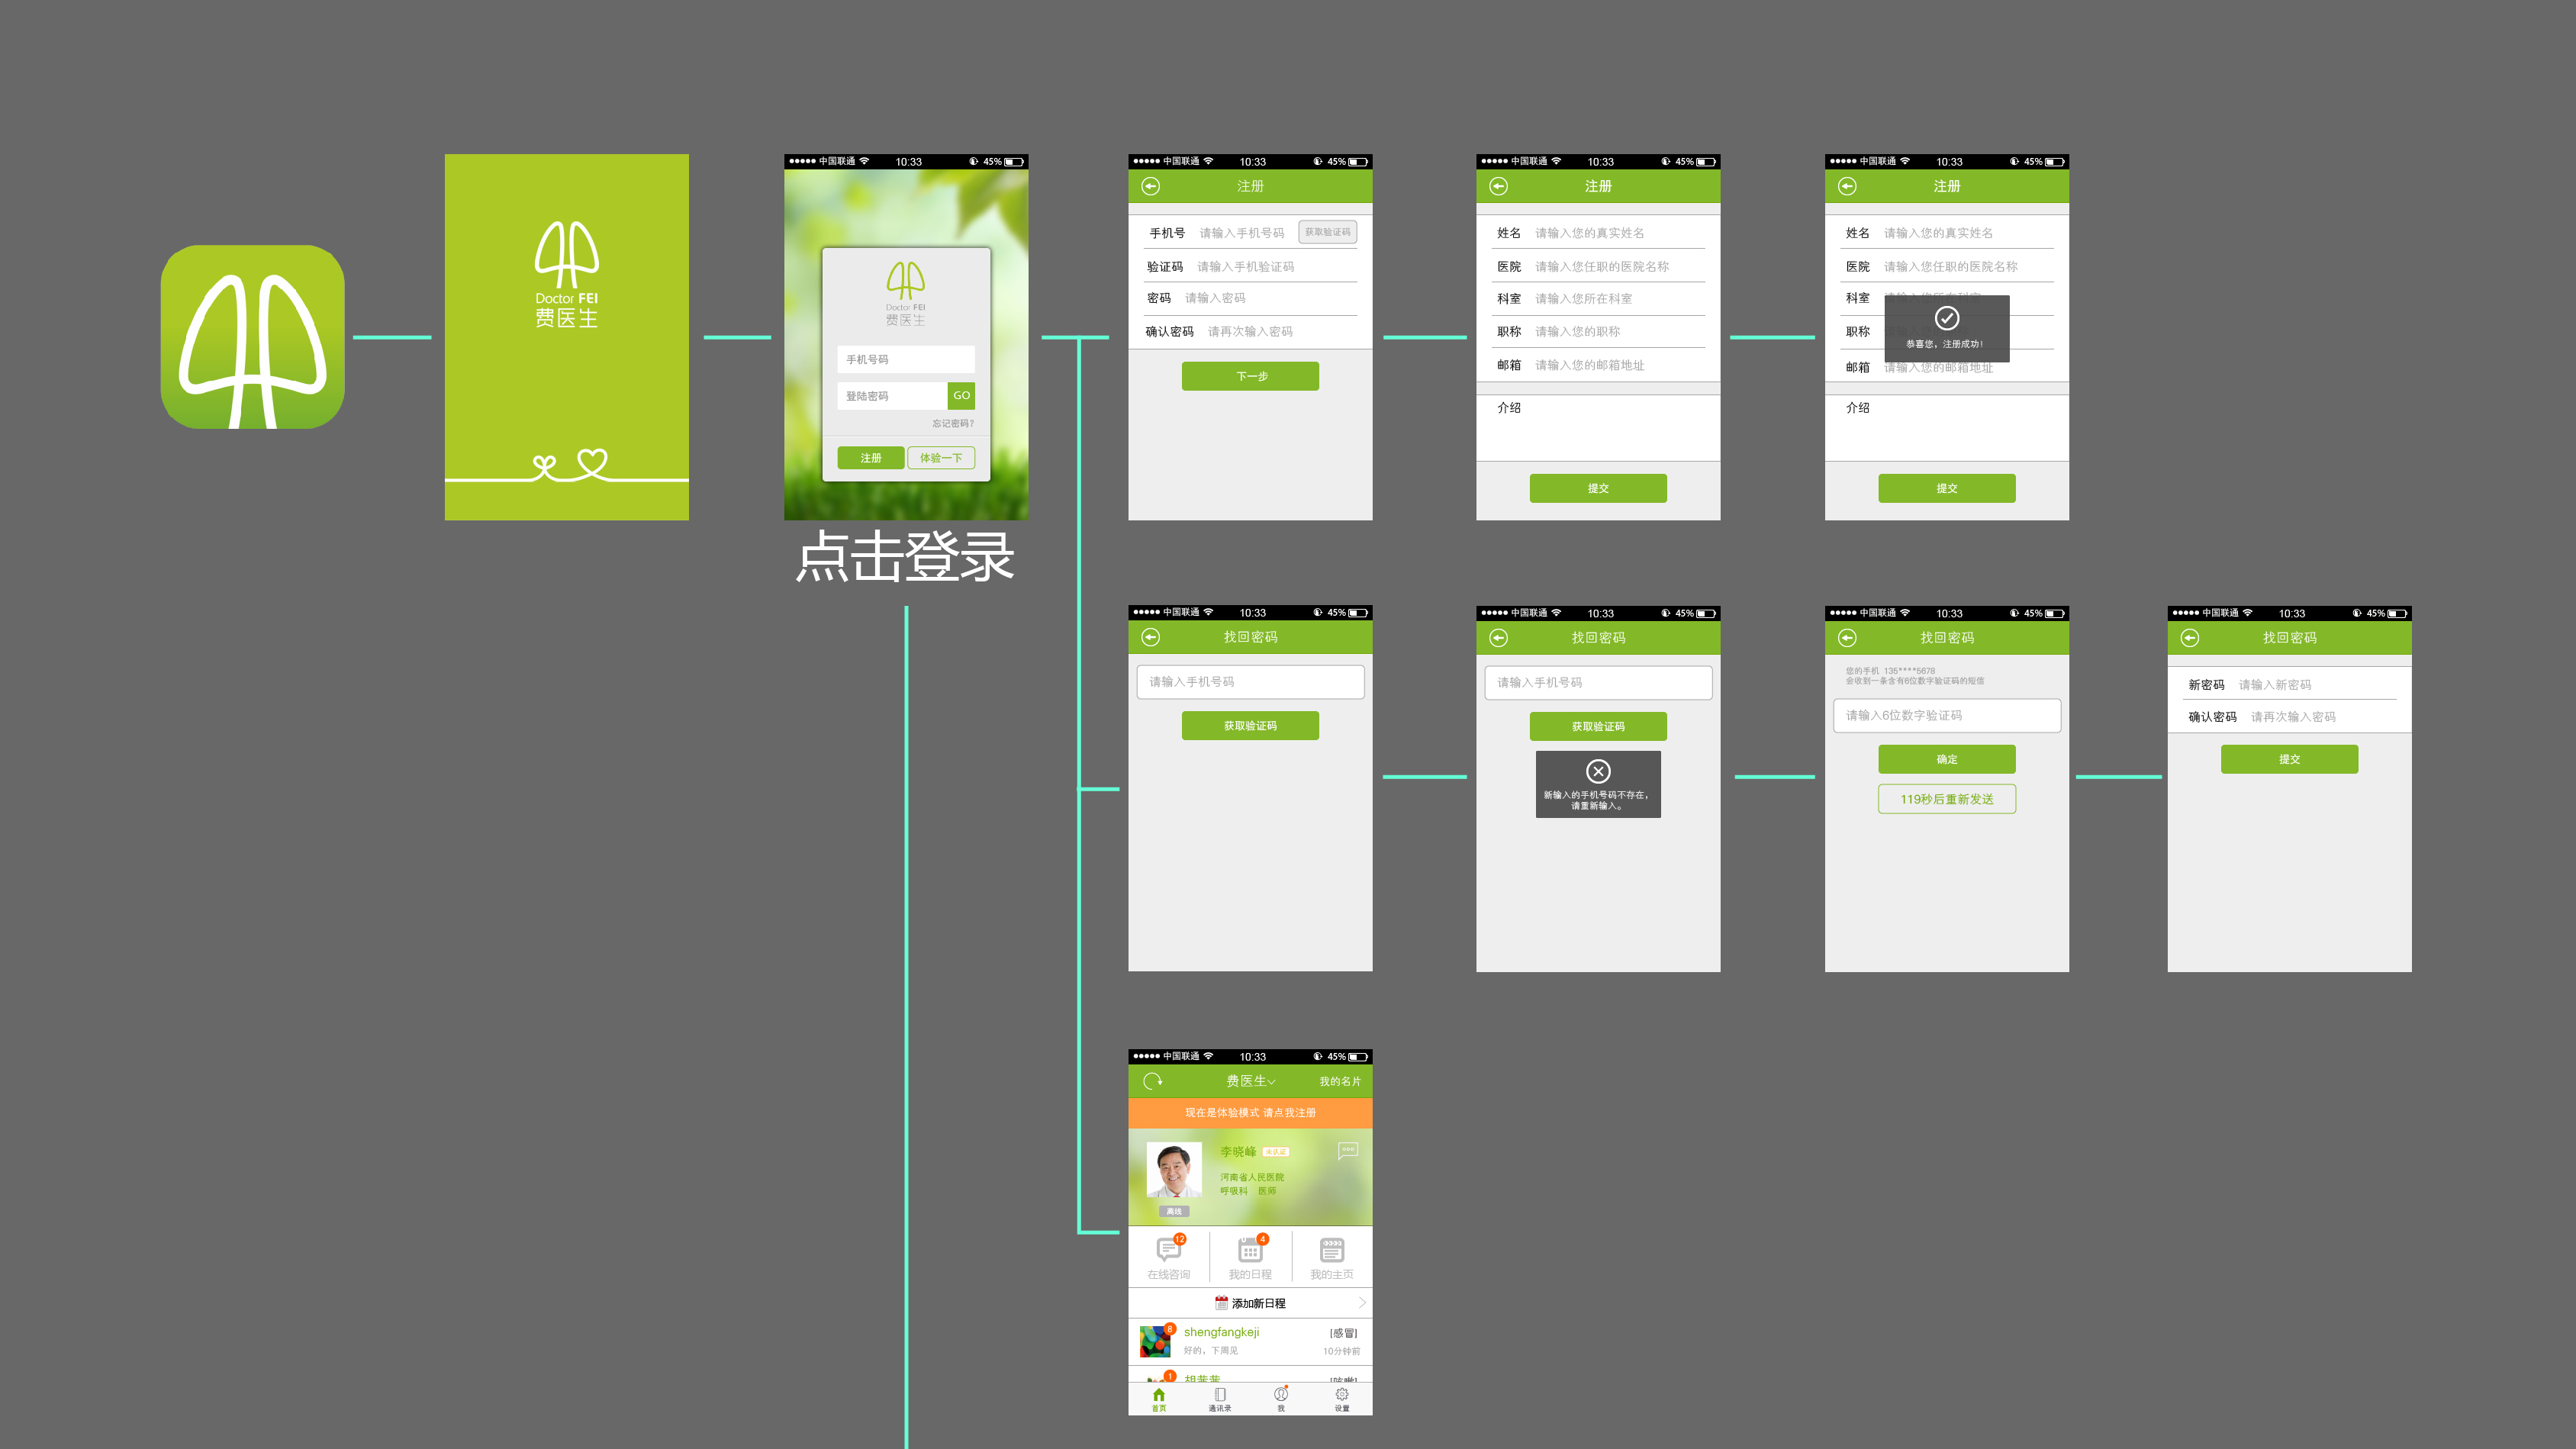 Doctor FEI
费医生
中国联通 10:33 45%
Doctor FEI
费医生
手机号码
登陆密码 GO
忘记密码?
注册 体验一下
点击登录
中国联通 10:33 45%
注册
手机号 请输入手机号码 获取验证码
验证码 请输入手机验证码
密码 请输入密码
确认密码 请再次输入密码
下一步
中国联通 10:33 45%
注册
姓名 请输入您的真实姓名
医院 请输入您任职的医院名称
科室 请输入您所在科室
职称 请输入您的职称
邮箱 请输入您的邮箱地址
介绍
提交
中国联通 10:33 45%
注册
姓名 请输入您的真实姓名
医院 请输入您任职的医院名称
科室
职称
恭喜您，注册成功!
邮箱 请输入您的邮箱地址
介绍
提交
中国联通 10:33 45%
找回密码
请输入手机号码
获取验证码
中国联通 10:33 45%
找回密码
请输入手机号码
获取验证码
新输入的手机号码不存在，
请重新输入。
中国联通 10:33 45%
找回密码
您的手机 135****5678
会收到一条含有6位数字验证码的短信
请输入6位数字验证码
确定
119秒后重新发送
中国联通 10:33 45%
找回密码
新密码 请输入新密码
确认密码 请再次输入密码
提交
中国联通 10:33 45%
费医生 我的名片
现在是体验模式 请点我注册
李晓峰 未认证
河南省人民医院
呼吸科 医师
离线
12 4
在线咨询 我的日程 我的主页
添加新日程
8 shengfangkeji [感冒]
好的，下周见 10分钟前
1
首页 通讯录 我 设置